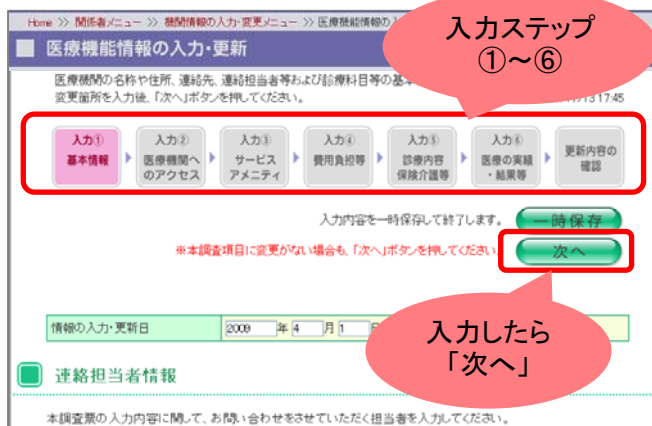 Home >> 関係者メニュー >> 機関情報の入力・変更メニュー >> 医療機能情報の入
入力ステップ
①～⑥
医療機能情報の入力・更新
医療機関の名称や住所、連絡先、連絡担当者等および診療科目等の基本
変更箇所を入力後、「次へ」ボタンを押してください。
13 17:45
入力① 基本情報
入力② 医療機関へのアクセス
入力③ サービスアメニティ
入力④ 費用負担等
入力⑤ 診療内容保険介護等
入力⑥ 医療の実績・結果等
更新内容の確認
入力内容を一時保存して終了します。 一時保存
※本調査項目に変更がない場合も、「次へ」ボタンを押してください。 次へ
情報の入力・更新日 2009 年 4 月 1
入力したら
「次へ」
連絡担当者情報
本調査票の入力内容に関して、お問い合わせをさせていただく担当者を入力してください。